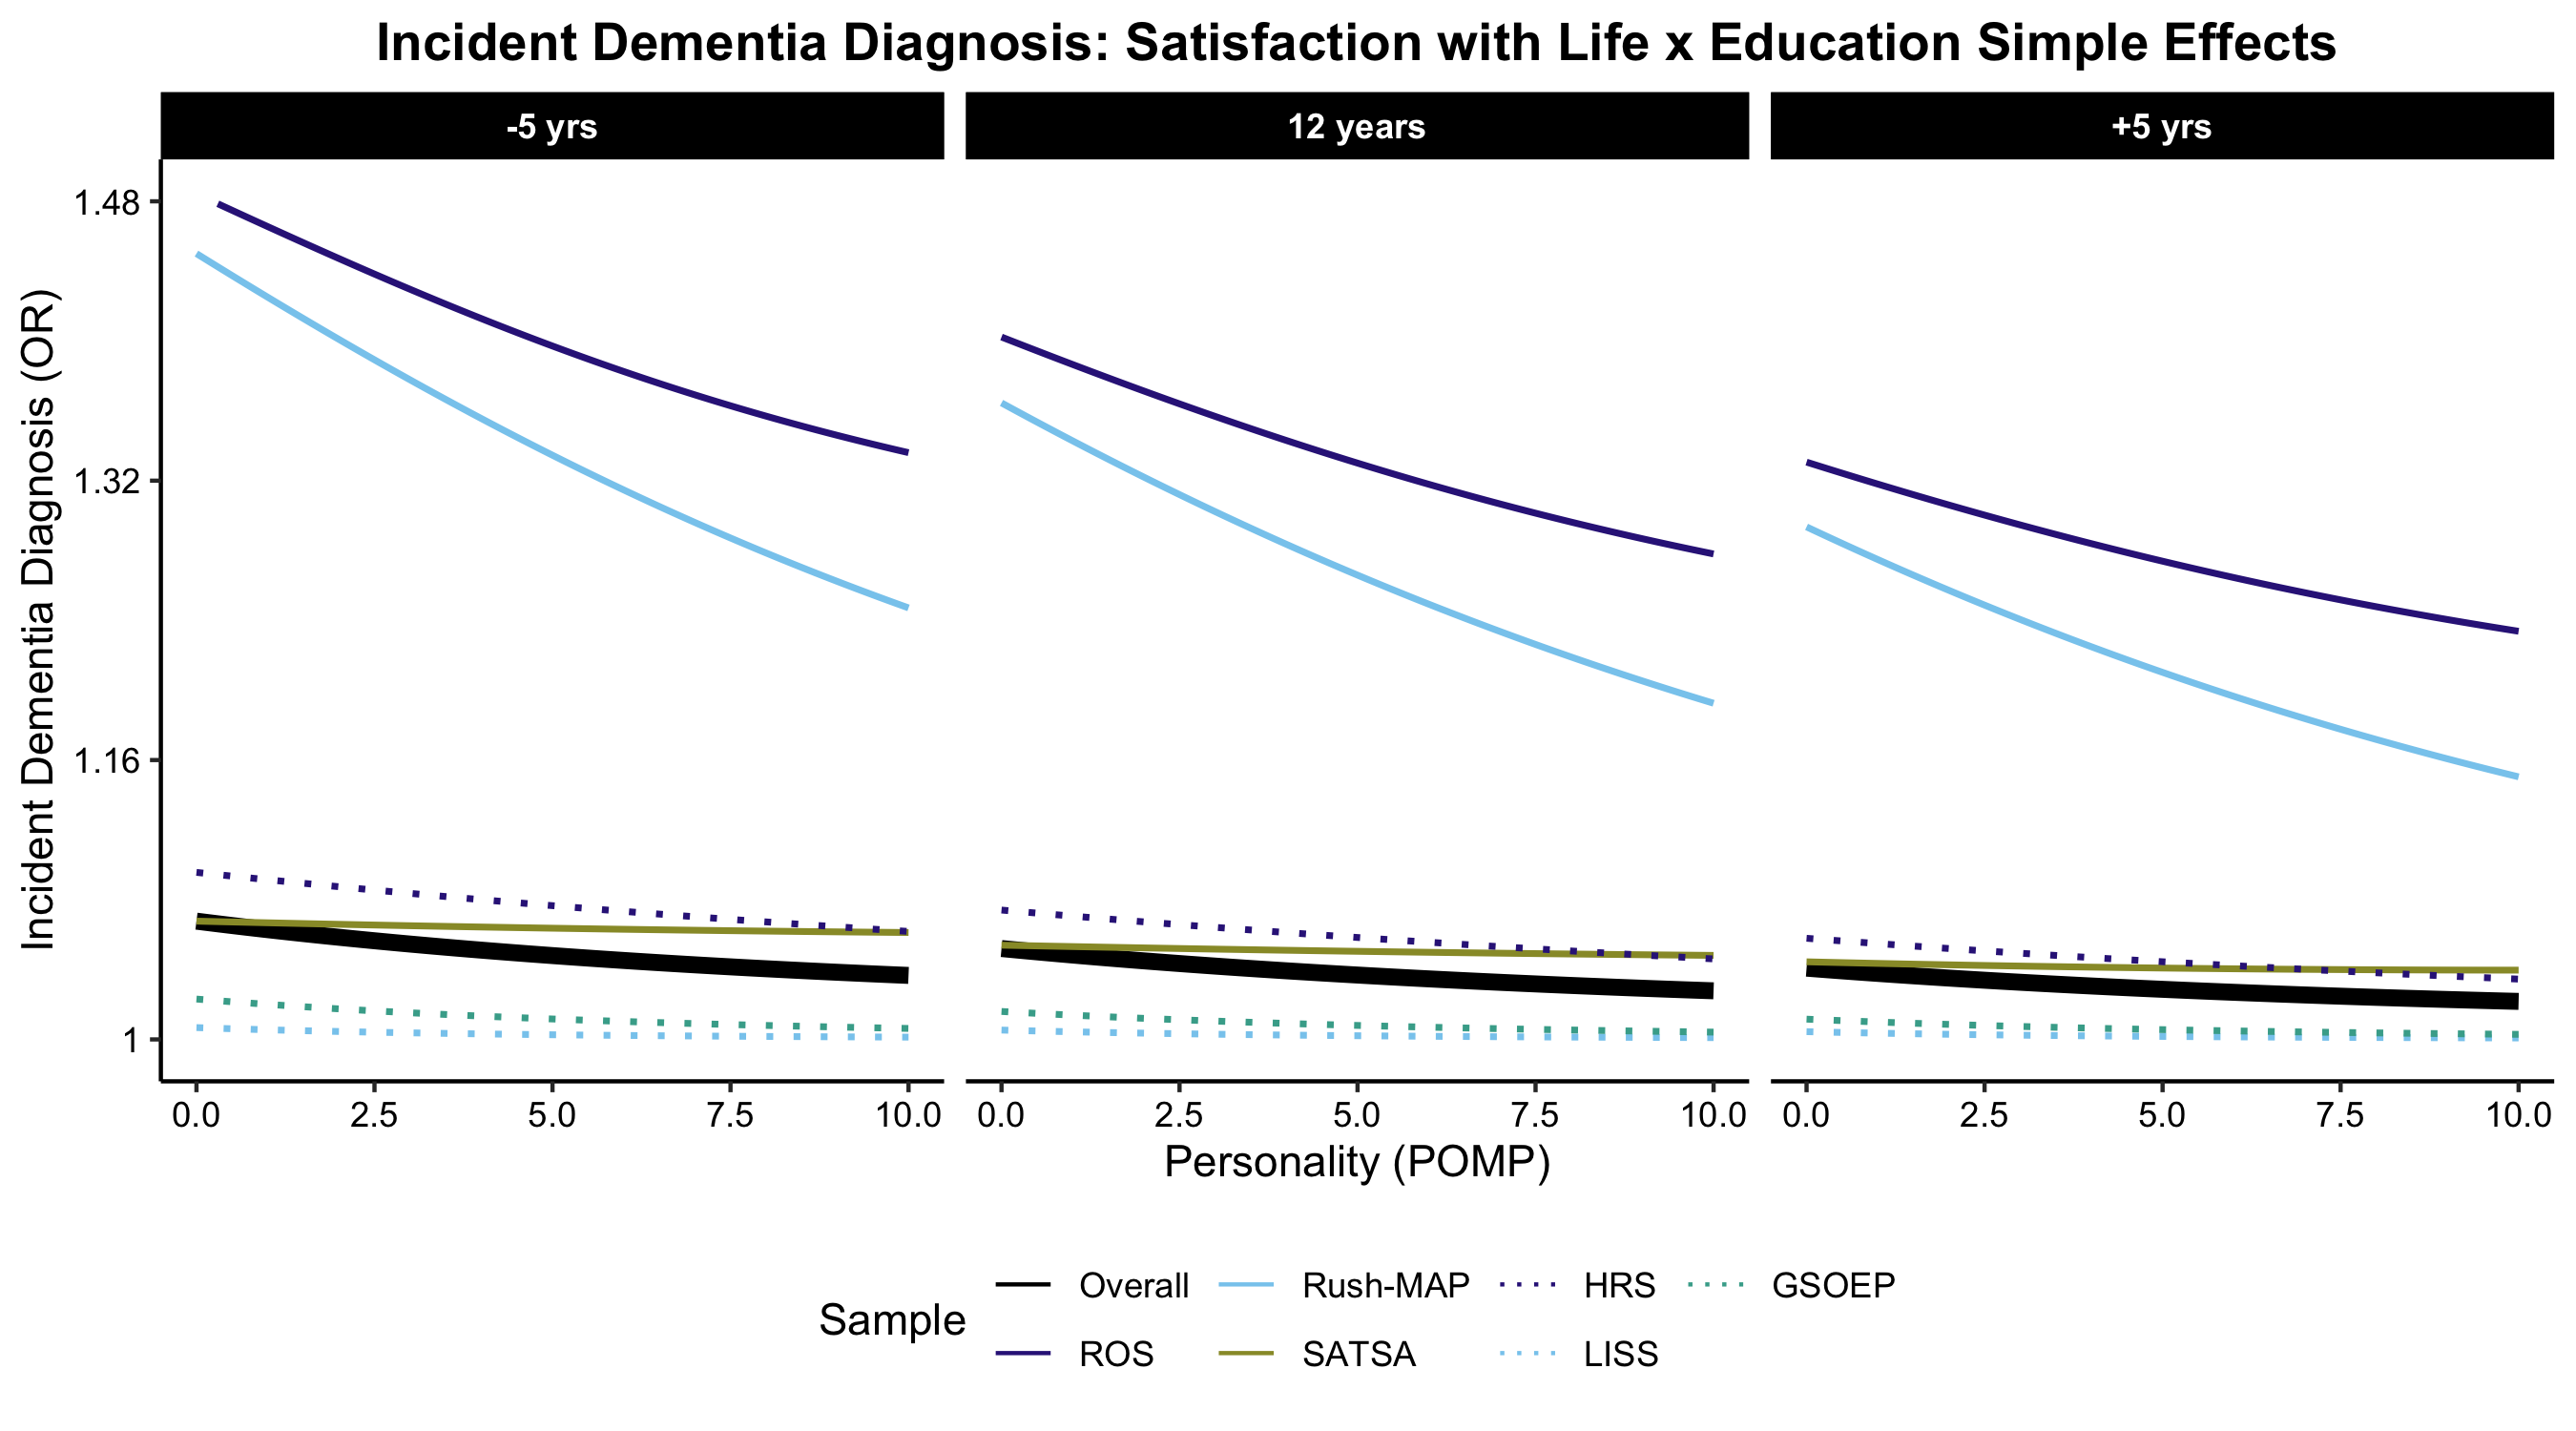 Incident Dementia Diagnosis: Satisfaction with Life x Education Simple Effects
-5 yrs
12 years
+5 yrs
Incident Dementia Diagnosis (OR)
1.48
1.32
1.16
1
0.0 2.5 5.0 7.5 10.0
0.0 2.5 5.0 7.5 10.0
0.0 2.5 5.0 7.5 10.0
Personality (POMP)
Sample
Overall Rush-MAP HRS GSOEP
ROS SATSA LISS